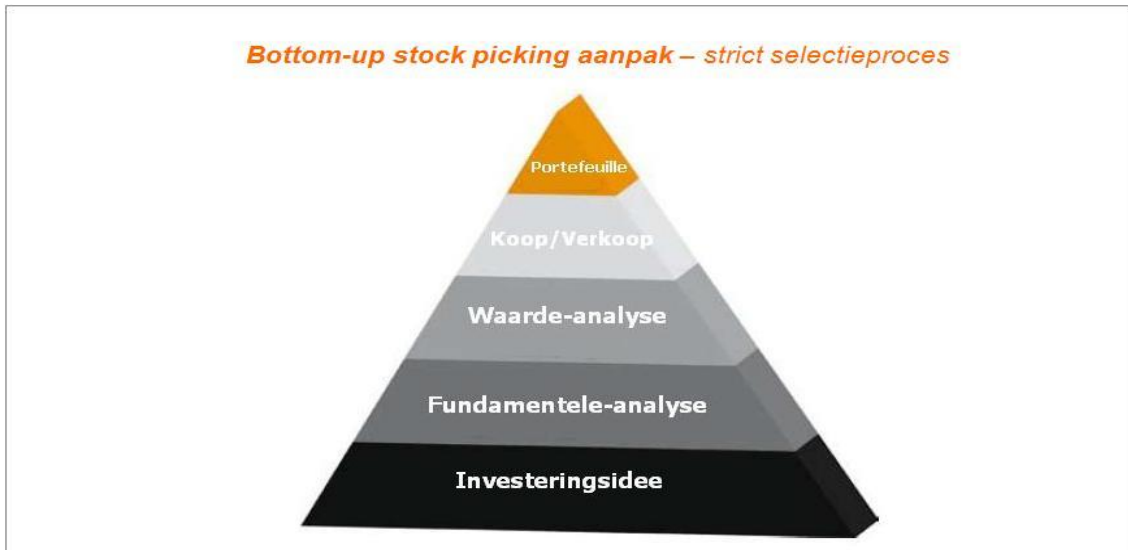 Bottom-up stock picking aanpak – strict selectieproces
Portefeuille
Koop/Verkoop
Waarde-analyse
Fundamentele-analyse
Investeringsidee